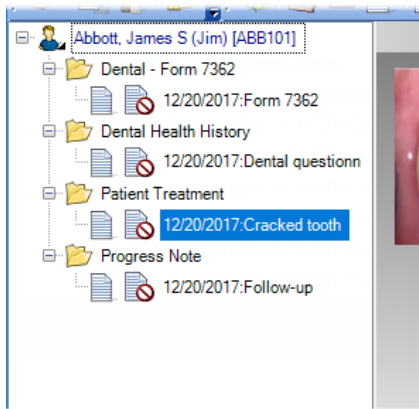 Abbott, James S (Jim) [ABB101]
Dental - Form 7362
12/20/2017:Form 7362
Dental Health History
12/20/2017:Dental questionn
Patient Treatment
12/20/2017:Cracked tooth
Progress Note
12/20/2017:Follow-up